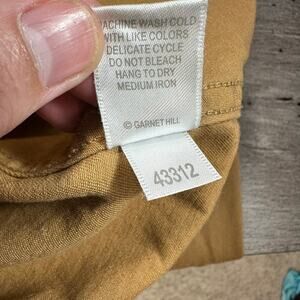 MACHINE WASH COLD
WITH LIKE COLORS
DELICATE CYCLE
DO NOT BLEACH
HANG TO DRY
MEDIUM IRON
© GARNET HILL
43312